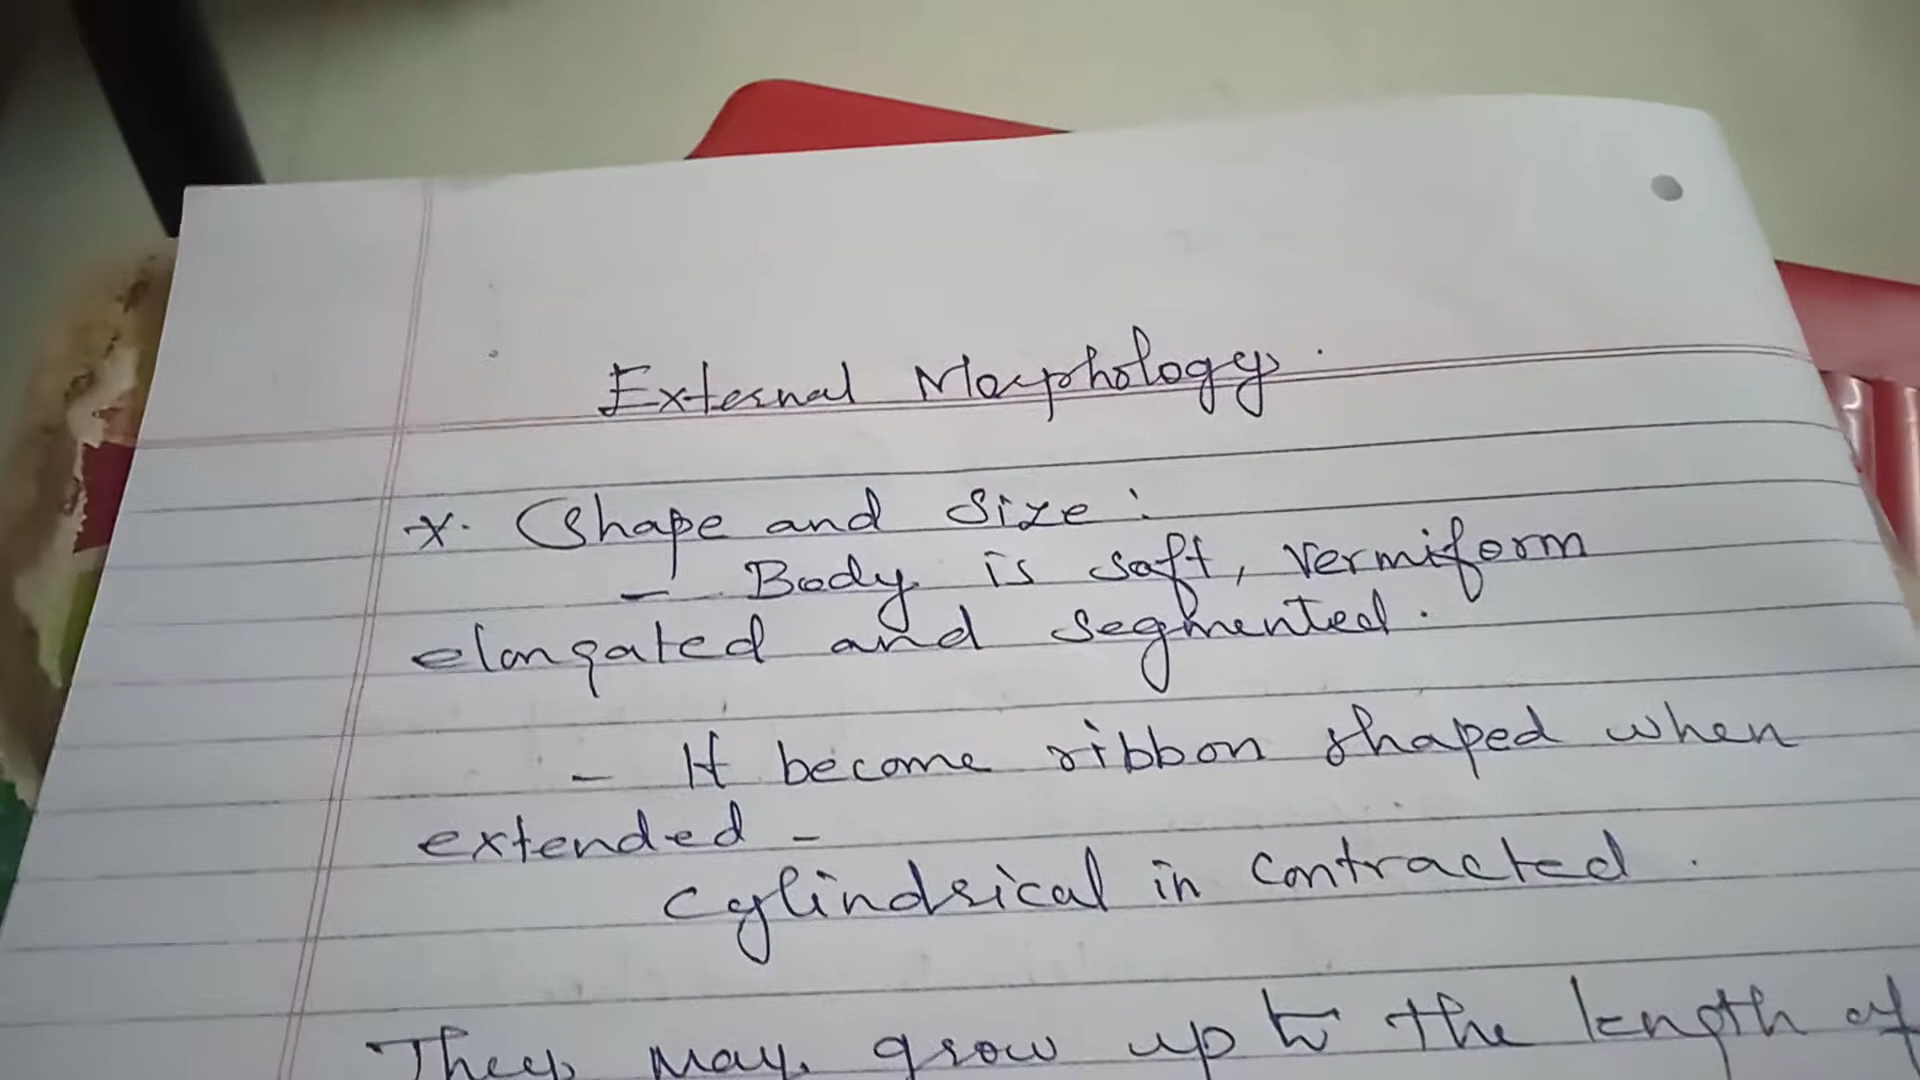 External Morphology.
*. Shape and Size:
- Body is soft, vermiform
elongated and segmented.
- It become ribbon shaped when
extended -
Cylindrical in Contracted.
They may grow up to the length of